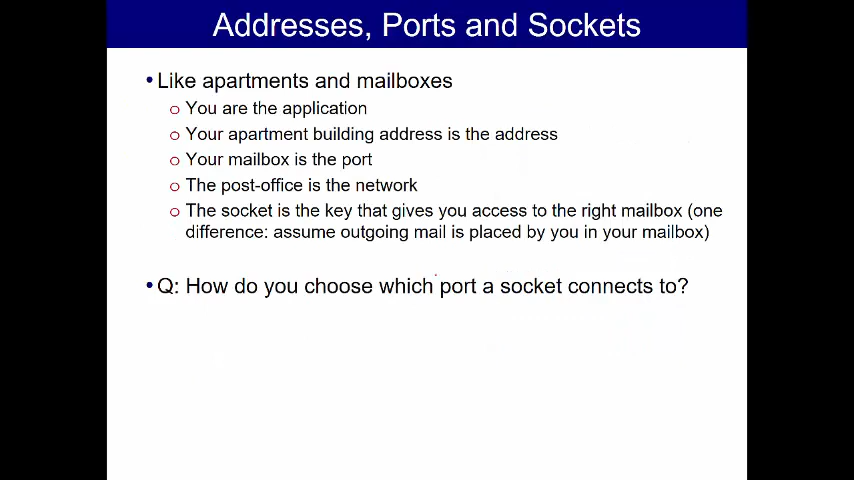 Addresses, Ports and Sockets
•Like apartments and mailboxes
o You are the application
o Your apartment building address is the address
o Your mailbox is the port
o The post-office is the network
o The socket is the key that gives you access to the right mailbox (one
difference: assume outgoing mail is placed by you in your mailbox)
•Q: How do you choose which port a socket connects to?